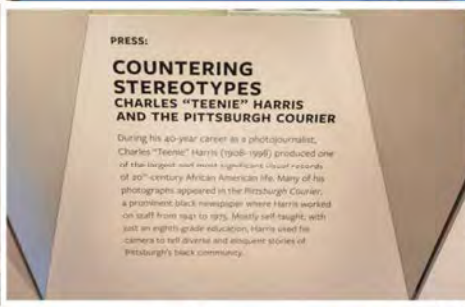 PRESS:
COUNTERING
STEREOTYPES
CHARLES "TEENIE" HARRIS
AND THE PITTSBURGH COURIER
During his 40-year career as a photojournalist,
Charles "Teenie" Harris (1908–1998) produced one
of the largest and most significant visual records
of 20th-century African American life. Many of his
photographs appeared in the Pittsburgh Courier,
a prominent black newspaper where Harris worked
on staff from 1941 to 1975. Mostly self-taught, with
just an eighth-grade education, Harris used his
camera to tell diverse and eloquent stories of
Pittsburgh's black community.